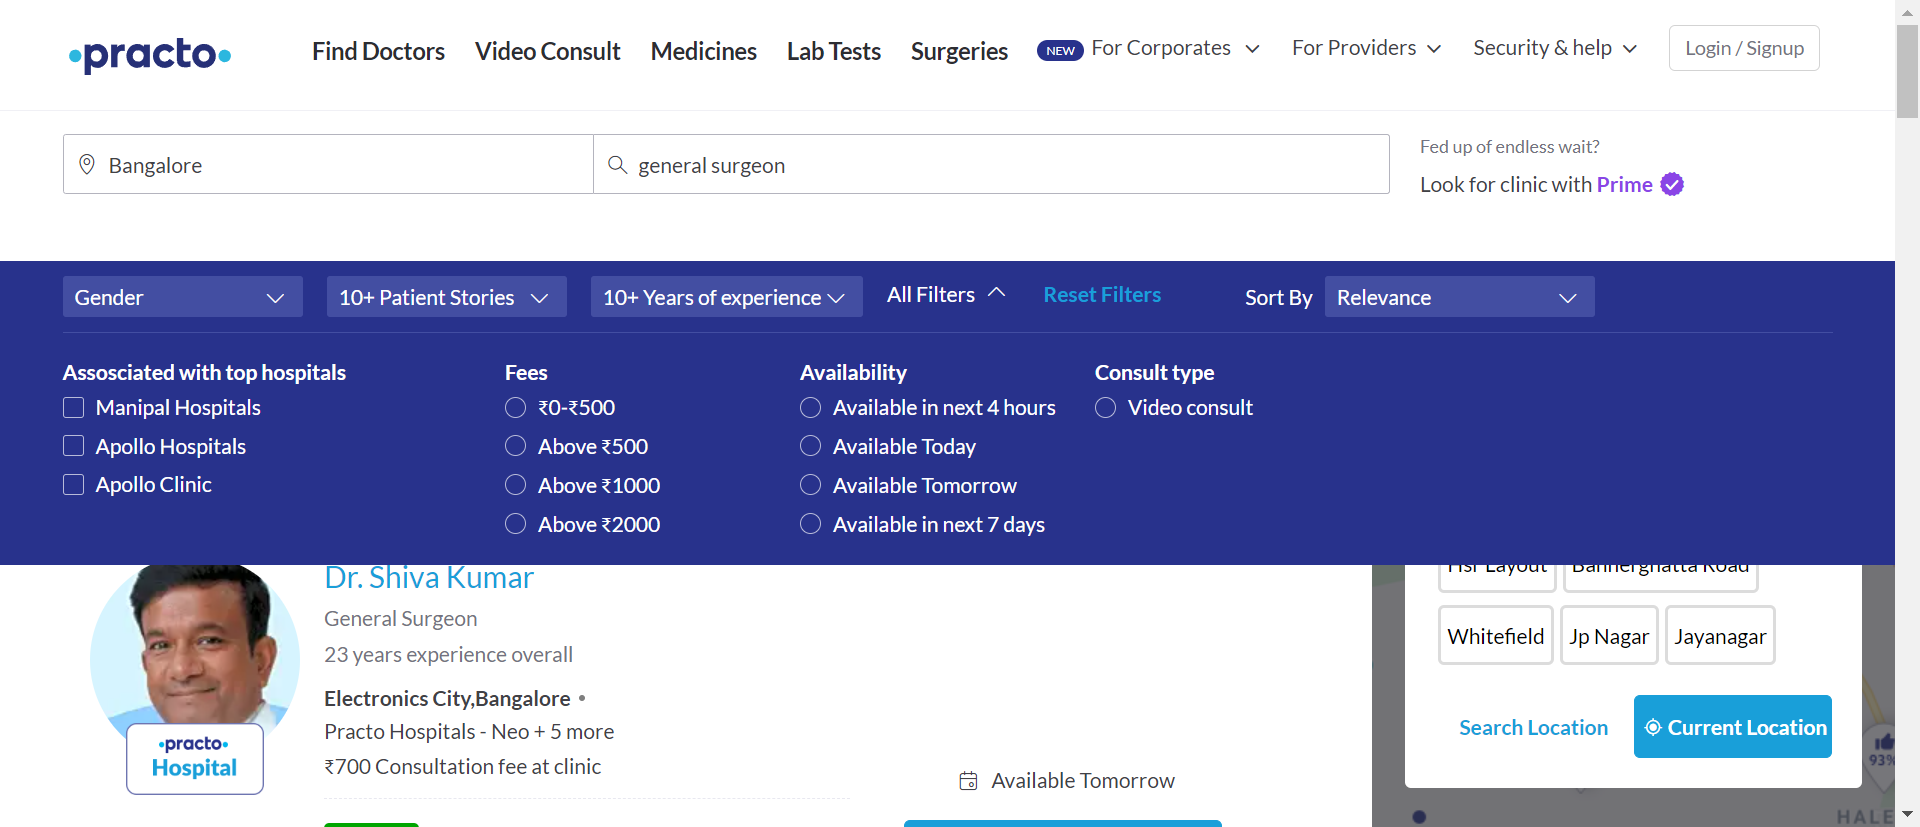 practo
Find Doctors
Video Consult
Medicines
Lab Tests
Surgeries
NEW For Corporates
For Providers
Security & help
Login / Signup
Bangalore
general surgeon
Fed up of endless wait?
Look for clinic with Prime
Gender
10+ Patient Stories
10+ Years of experience
All Filters
Reset Filters
Sort By
Relevance
Assosciated with top hospitals
Manipal Hospitals
Apollo Hospitals
Apollo Clinic
Fees
₹0-₹500
Above ₹500
Above ₹1000
Above ₹2000
Availability
Available in next 4 hours
Available Today
Available Tomorrow
Available in next 7 days
Consult type
Video consult
Dr. Shiva Kumar
General Surgeon
23 years experience overall
Electronics City,Bangalore •
Practo Hospitals - Neo + 5 more
₹700 Consultation fee at clinic
practo
Hospital
Available Tomorrow
Hsr Layout
Bannerghatta Road
Whitefield
Jp Nagar
Jayanagar
Search Location
Current Location
93%
HALE